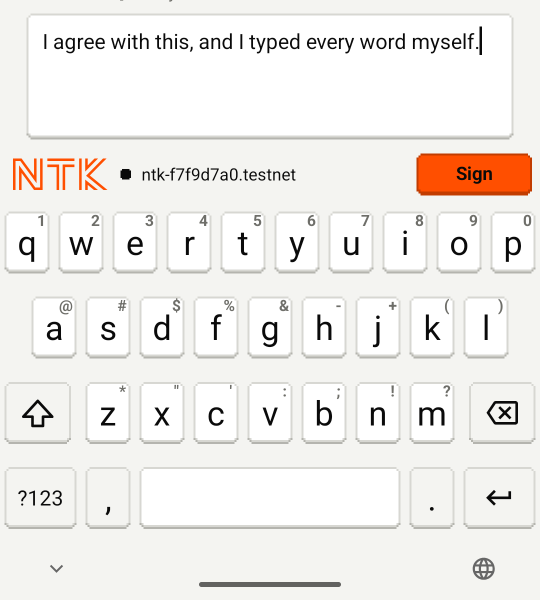 I agree with this, and I typed every word myself.
NTK ntk-f7f9d7a0.testnet Sign
1 2 3 4 5 6 7 8 9 0
q w e r t y u i o p
@ # $ % & - + ( )
a s d f g h j k l
* " ' : ; ! ?
z x c v b n m
?123 , .